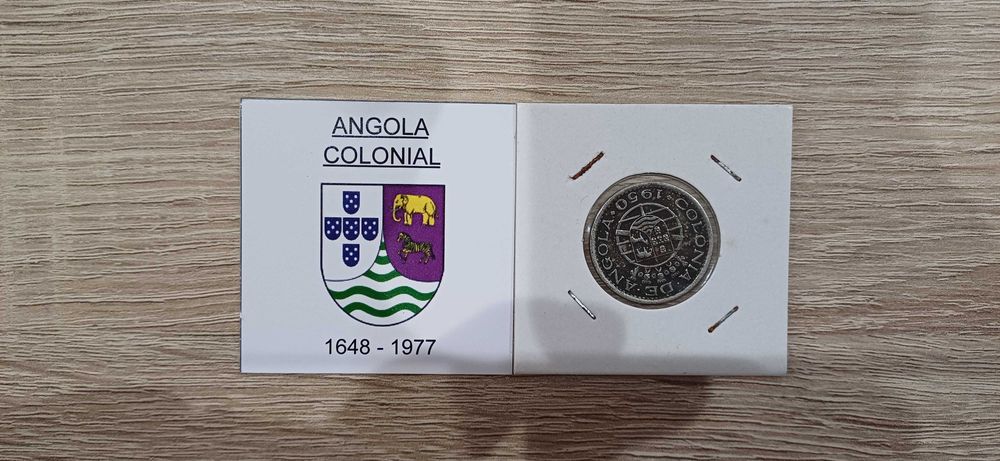 ANGOLA
COLONIAL
1648 - 1977
COLONIA·DE·ANGOLA·1950·